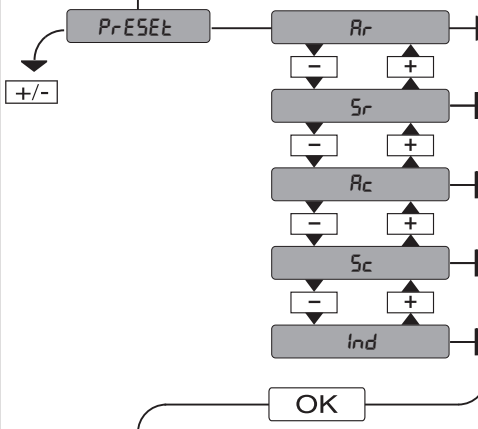 PrESEt
Ar
+/-
− +
Sr
− +
Ac
− +
Sc
− +
Ind
OK